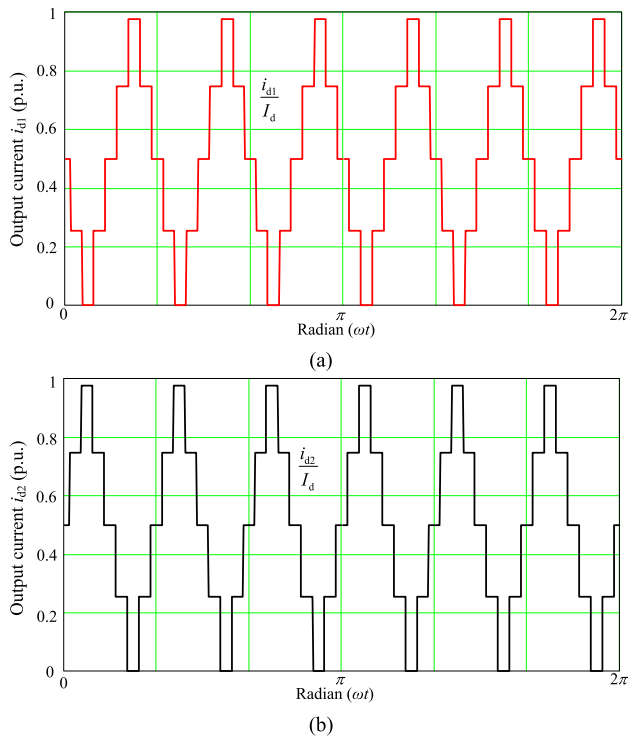 Output current i_d1 (p.u.)
1
0.8
0.6
0.4
0.2
0
i_d1
I_d
0
π
2π
Radian (ωt)
(a)
Output current i_d2 (p.u.)
1
0.8
0.6
0.4
0.2
0
i_d2
I_d
0
π
2π
Radian (ωt)
(b)